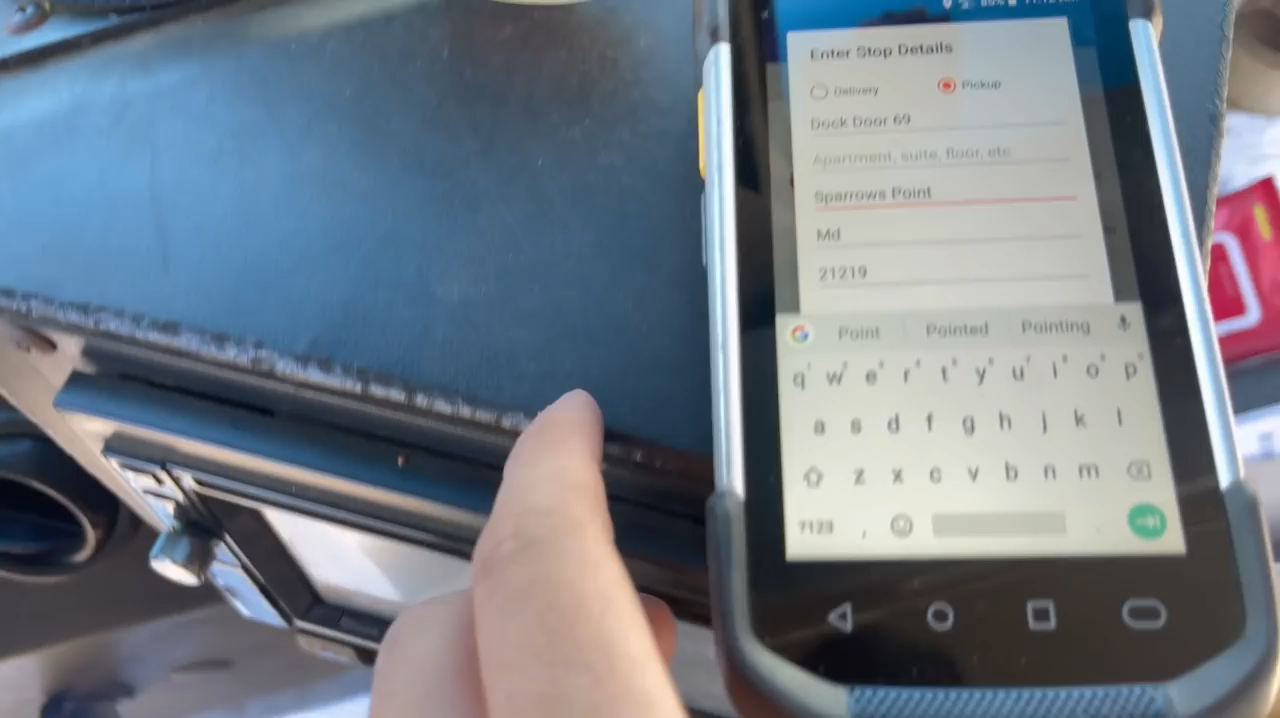 Enter Stop Details
Delivery Pickup
Dock Door 69
Apartment, suite, floor, etc
Sparrows Point
Md
21219
Point Pointed Pointing
q w e r t y u i o p
a s d f g h j k l
z x c v b n m
?123 ,